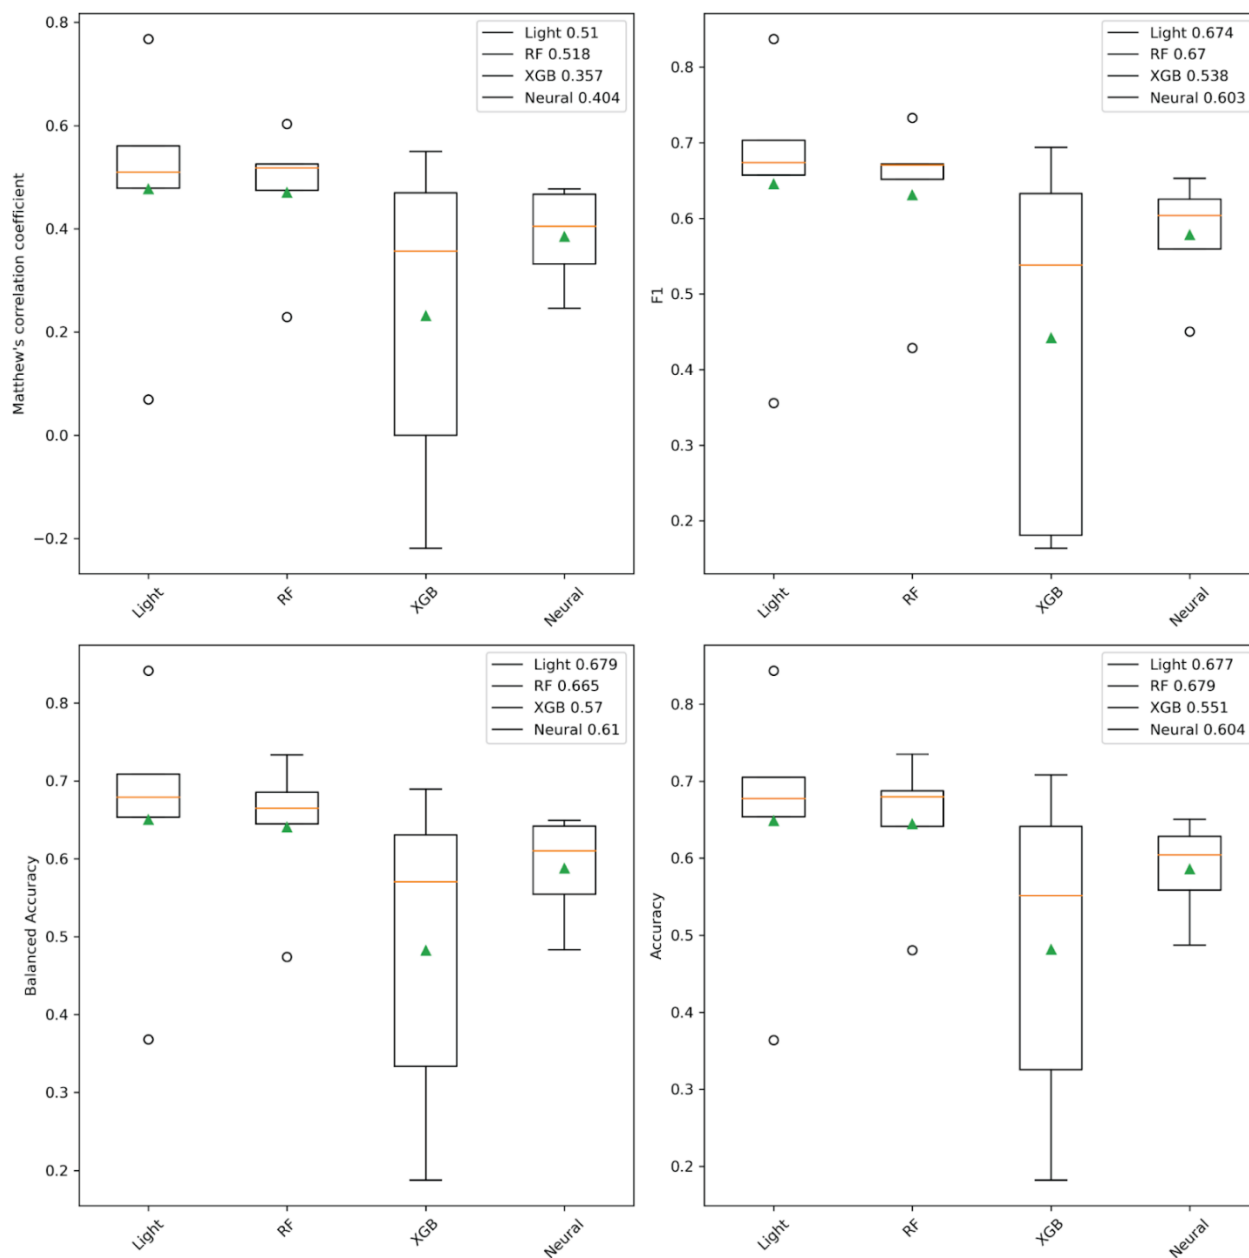 Matthew's correlation coefficient
0.8
0.6
0.4
0.2
0.0
−0.2
Light 0.51
RF 0.518
XGB 0.357
Neural 0.404
Light
RF
XGB
Neural
F1
0.8
0.7
0.6
0.5
0.4
0.3
0.2
Light 0.674
RF 0.67
XGB 0.538
Neural 0.603
Light
RF
XGB
Neural
Balanced Accuracy
0.8
0.7
0.6
0.5
0.4
0.3
0.2
Light 0.679
RF 0.665
XGB 0.57
Neural 0.61
Light
RF
XGB
Neural
Accuracy
0.8
0.7
0.6
0.5
0.4
0.3
0.2
Light 0.677
RF 0.679
XGB 0.551
Neural 0.604
Light
RF
XGB
Neural